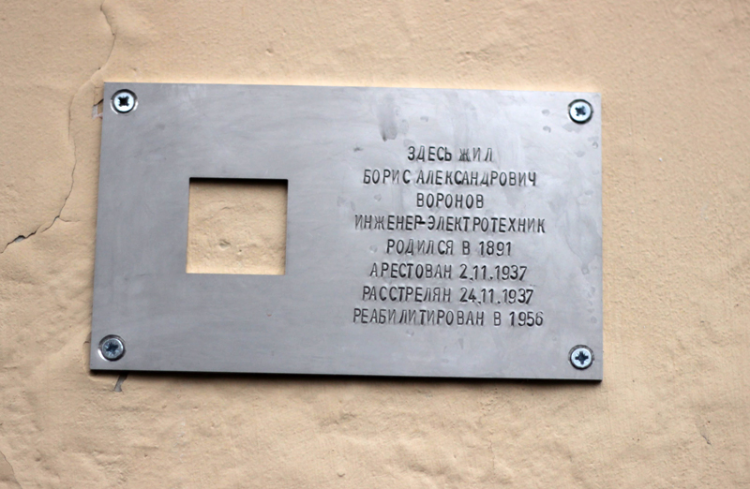 ЗДЕСЬ ЖИЛ
БОРИС АЛЕКСАНДРОВИЧ
ВОРОНОВ
ИНЖЕНЕР-ЭЛЕКТРОТЕХНИК
РОДИЛСЯ В 1891
АРЕСТОВАН 2.11.1937
РАССТРЕЛЯН 24.11.1937
РЕАБИЛИТИРОВАН В 1956